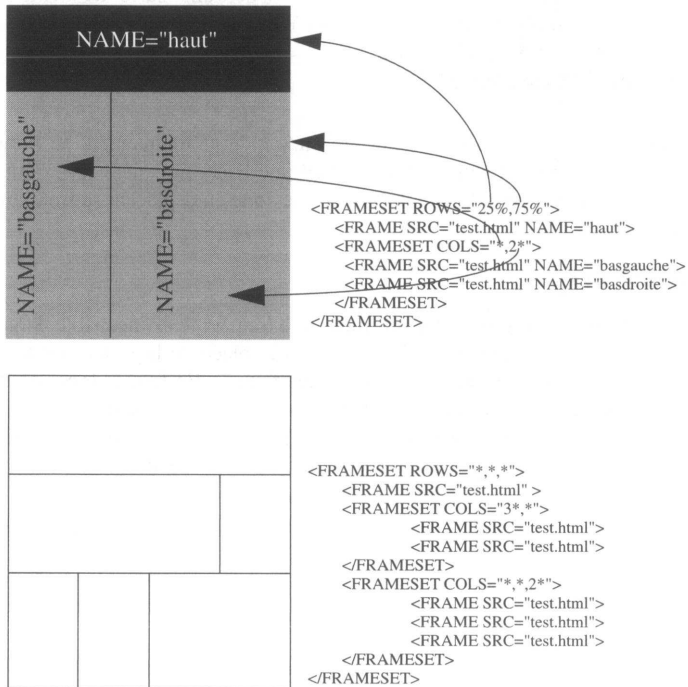 NAME="haut"
NAME="basgauche"
NAME="basdroite"
<FRAMESET ROWS="25%,75%">
<FRAME SRC="test.html" NAME="haut">
<FRAMESET COLS="*,2*">
<FRAME SRC="test.html" NAME="basgauche">
<FRAME SRC="test.html" NAME="basdroite">
</FRAMESET>
</FRAMESET>
<FRAMESET ROWS="*,*,*">
<FRAME SRC="test.html" >
<FRAMESET COLS="3*,*">
<FRAME SRC="test.html">
<FRAME SRC="test.html">
</FRAMESET>
<FRAMESET COLS="*,*,2*">
<FRAME SRC="test.html">
<FRAME SRC="test.html">
<FRAME SRC="test.html">
</FRAMESET>
</FRAMESET>